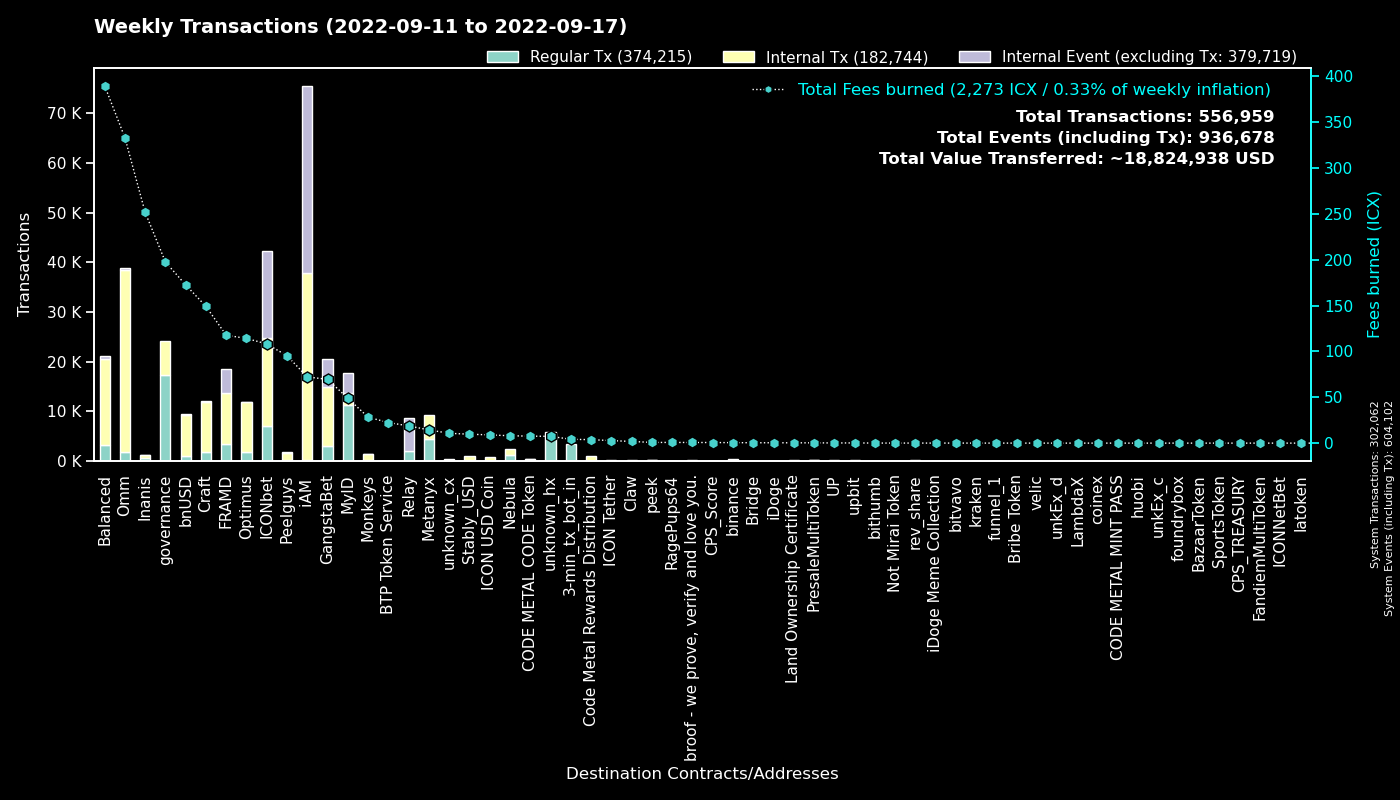 Weekly Transactions (2022-09-11 to 2022-09-17)
Regular Tx (374,215)
Internal Tx (182,744)
Internal Event (excluding Tx: 379,719)
Total Fees burned (2,273 ICX / 0.33% of weekly inflation)
Total Transactions: 556,959
Total Events (including Tx): 936,678
Total Value Transferred: ~18,824,938 USD
Transactions
70 K
60 K
50 K
40 K
30 K
20 K
10 K
0 K
400
350
300
250
200
150
100
50
0
Fees burned (ICX)
System Transactions: 302,062
System Events (including Tx): 604,102
Balanced
Omm
Inanis
governance
bnUSD
Craft
FRAMD
Optimus
ICONbet
Peelguys
iAM
GangstaBet
MyID
Monkeys
BTP Token Service
Relay
Metanyx
unknown_cx
Stably_USD
ICON USD Coin
Nebula
CODE METAL CODE Token
unknown_hx
3-min_tx_bot_in
Code Metal Rewards Distribution
ICON Tether
Claw
peek
RagePups64
broof - we prove, verify and love you.
CPS_Score
binance
Bridge
iDoge
Land Ownership Certificate
PresaleMultiToken
UP
upbit
bithumb
Not Mirai Token
rev_share
iDoge Meme Collection
bitvavo
kraken
funnel_1
Bribe Token
velic
unkEx_d
LambdaX
coinex
CODE METAL MINT PASS
huobi
unkEx_c
foundrybox
BazaarToken
SportsToken
CPS_TREASURY
FandiemMultiToken
ICONNetBet
latoken
Destination Contracts/Addresses